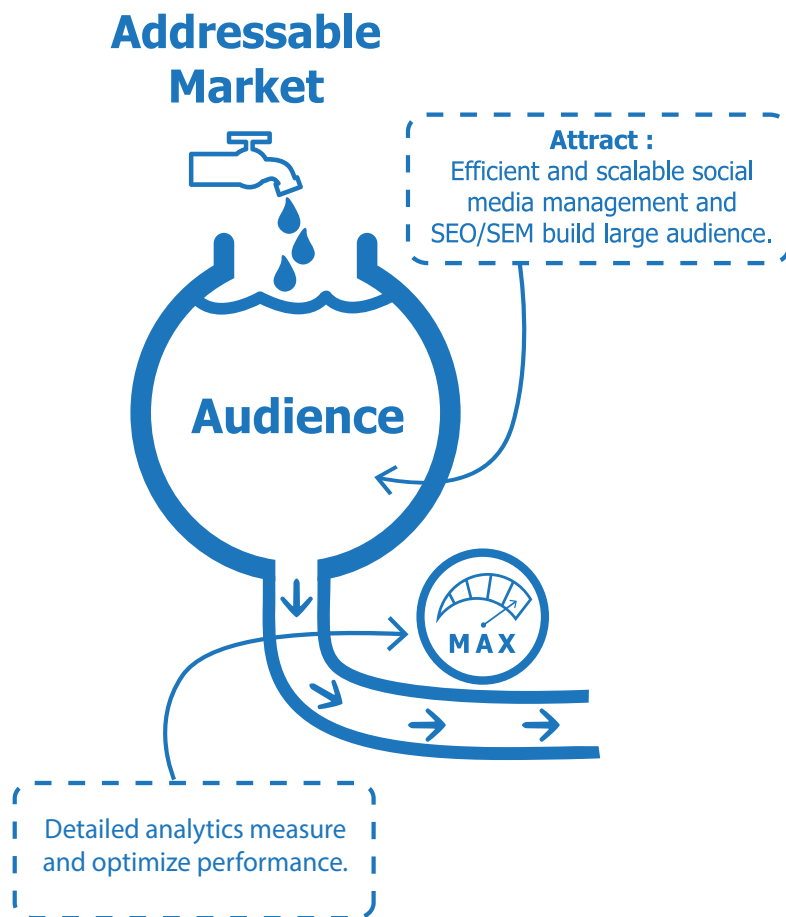 Addressable
Market
Attract :
Efficient and scalable social
media management and
SEO/SEM build large audience.
Audience
MAX
Detailed analytics measure
and optimize performance.